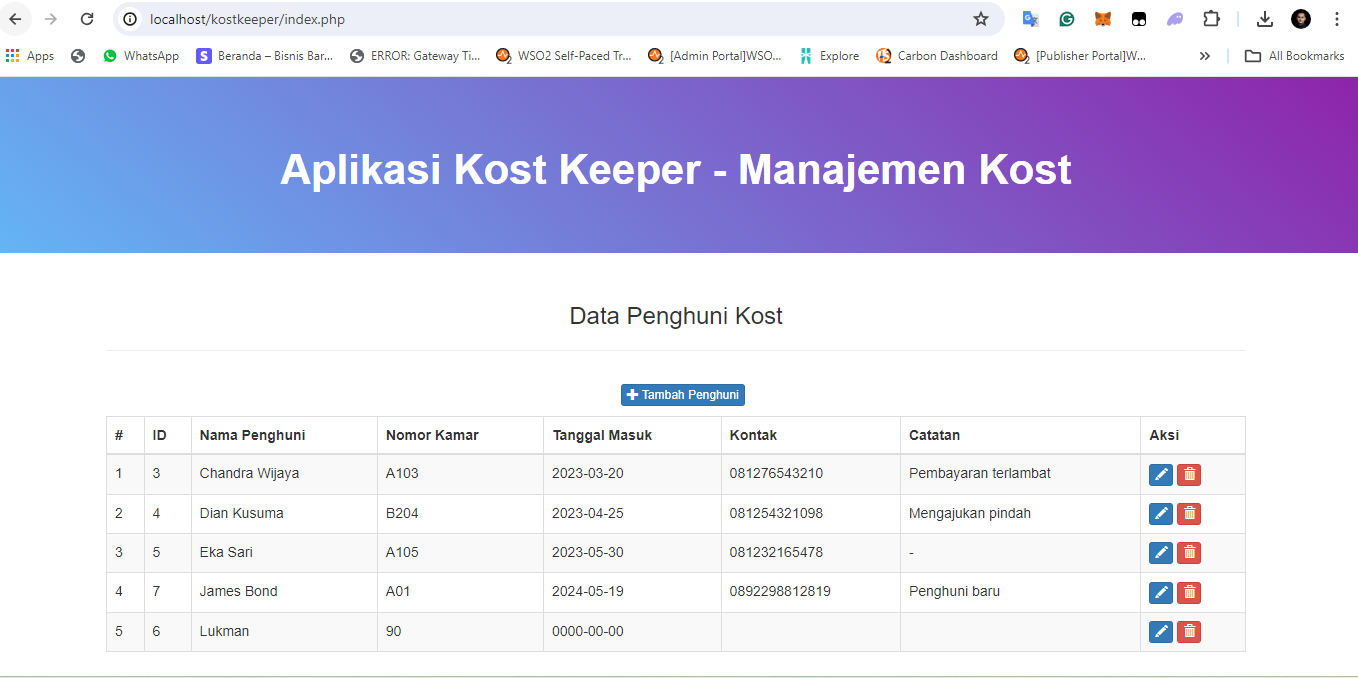 localhost/kostkeeper/index.php
Apps WhatsApp S Beranda – Bisnis Bar... ERROR: Gateway Ti... WSO2 Self-Paced Tr... [Admin Portal]WSO... Explore Carbon Dashboard [Publisher Portal]W... » All Bookmarks
Aplikasi Kost Keeper - Manajemen Kost
Data Penghuni Kost
Tambah Penghuni
# ID Nama Penghuni Nomor Kamar Tanggal Masuk Kontak Catatan Aksi
1 3 Chandra Wijaya A103 2023-03-20 081276543210 Pembayaran terlambat
2 4 Dian Kusuma B204 2023-04-25 081254321098 Mengajukan pindah
3 5 Eka Sari A105 2023-05-30 081232165478 -
4 7 James Bond A01 2024-05-19 0892298812819 Penghuni baru
5 6 Lukman 90 0000-00-00